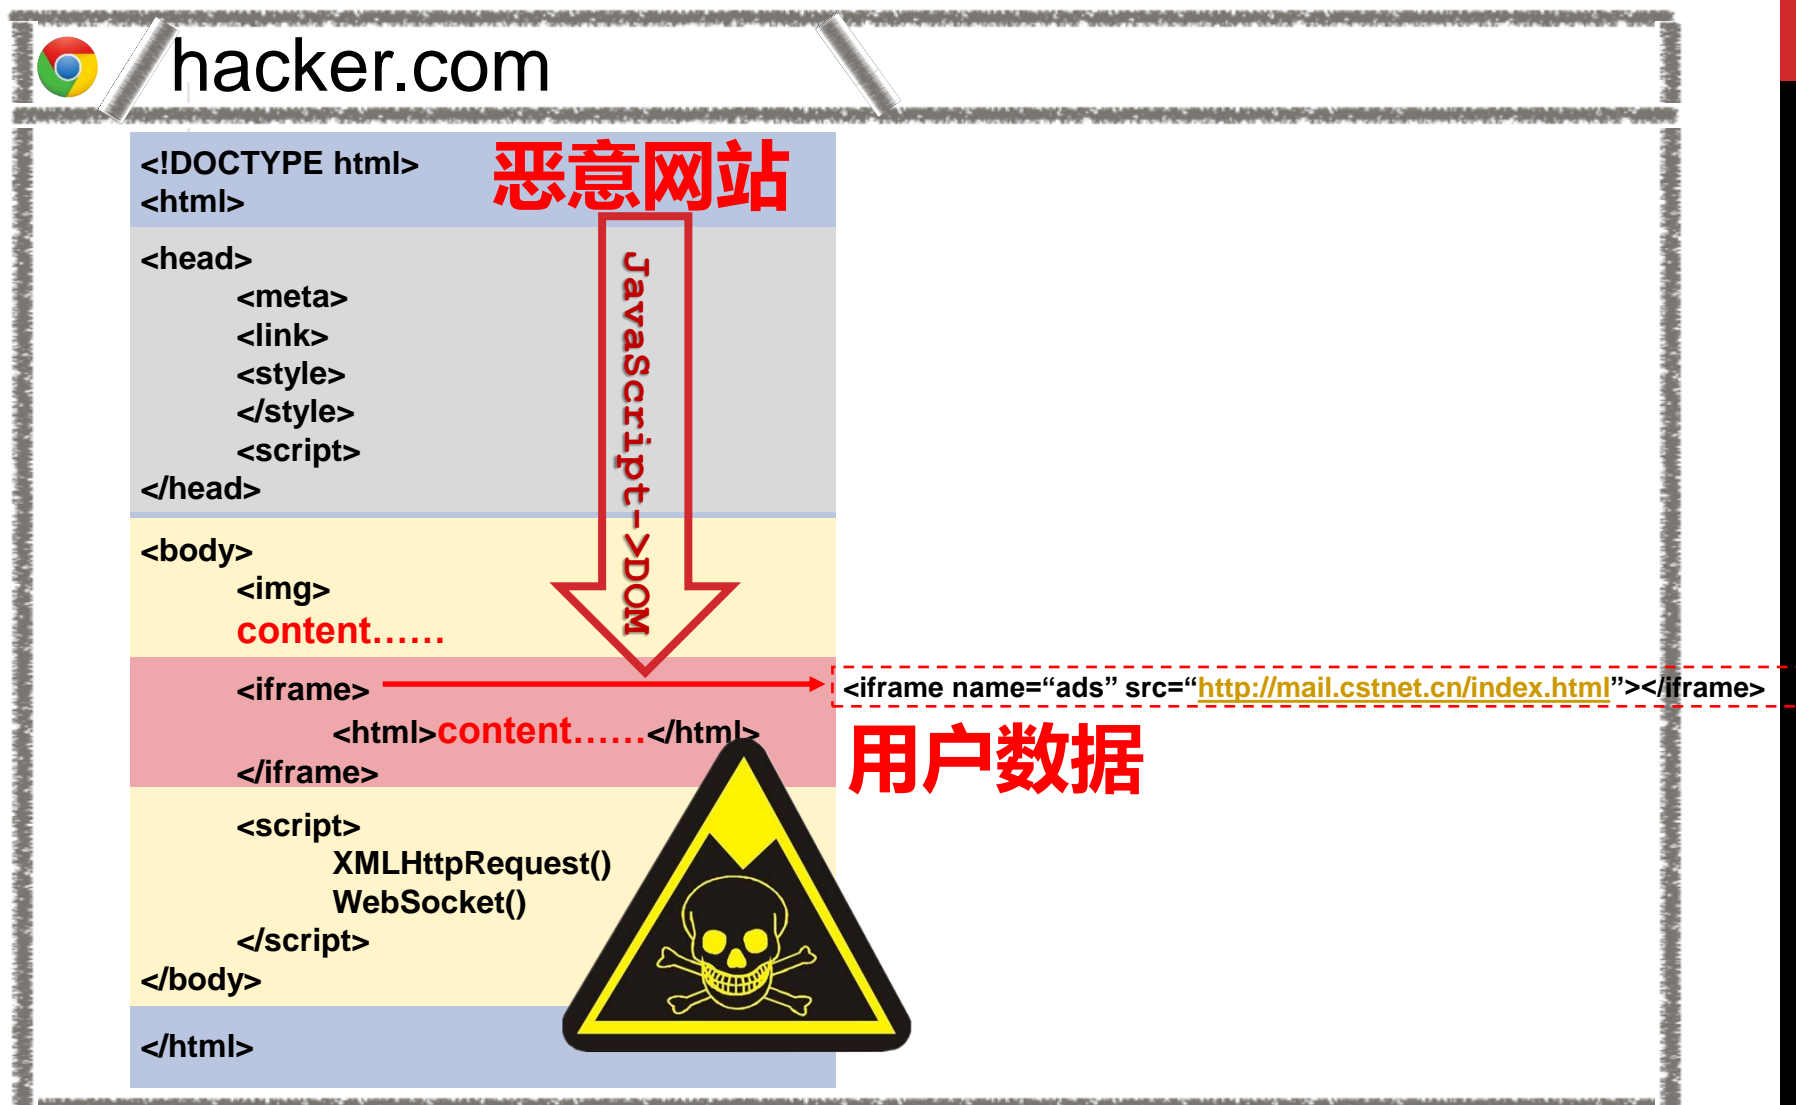 hacker.com
恶意网站
<!DOCTYPE html>
<html>
<head>
<meta>
<link>
<style>
</style>
<script>
</head>
JavaScript->DOM
<body>
<img>
content……
<iframe>
<iframe name=“ads” src=“http://mail.cstnet.cn/index.html”></iframe>
<html>content……</html>
用户数据
</iframe>
<script>
XMLHttpRequest()
WebSocket()
</script>
</body>
</html>